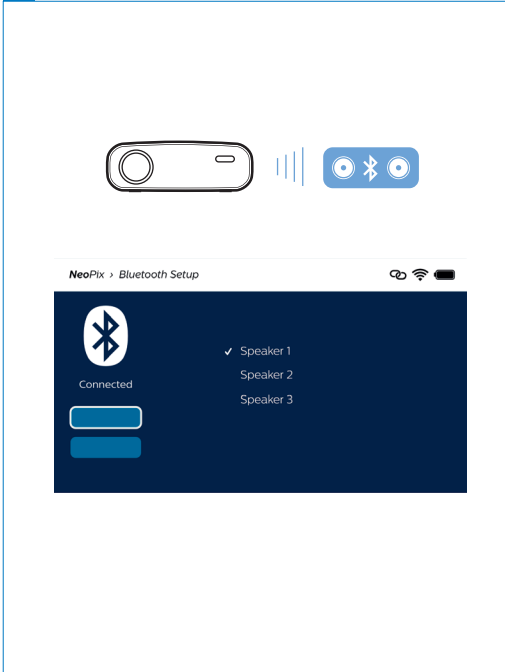 NeoPix › Bluetooth Setup
Speaker 1
Speaker 2
Connected
Speaker 3